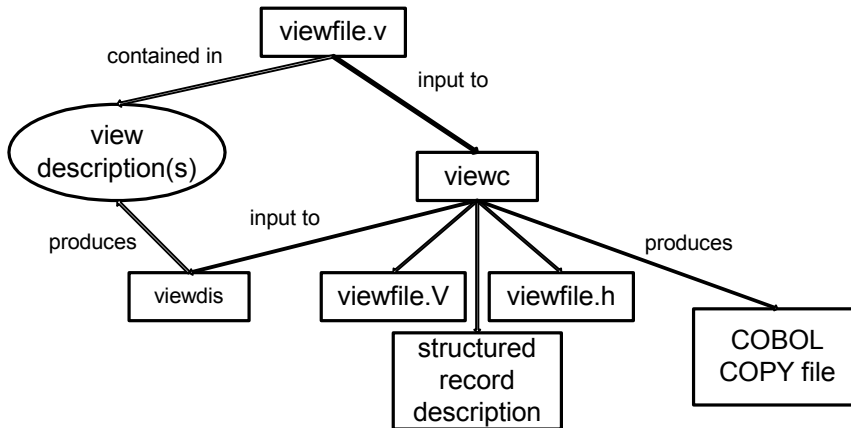 viewfile.v
contained in
input to
view
description(s)
viewc
input to
produces
produces
viewdis
viewfile.V
viewfile.h
structured
record
description
COBOL
COPY file